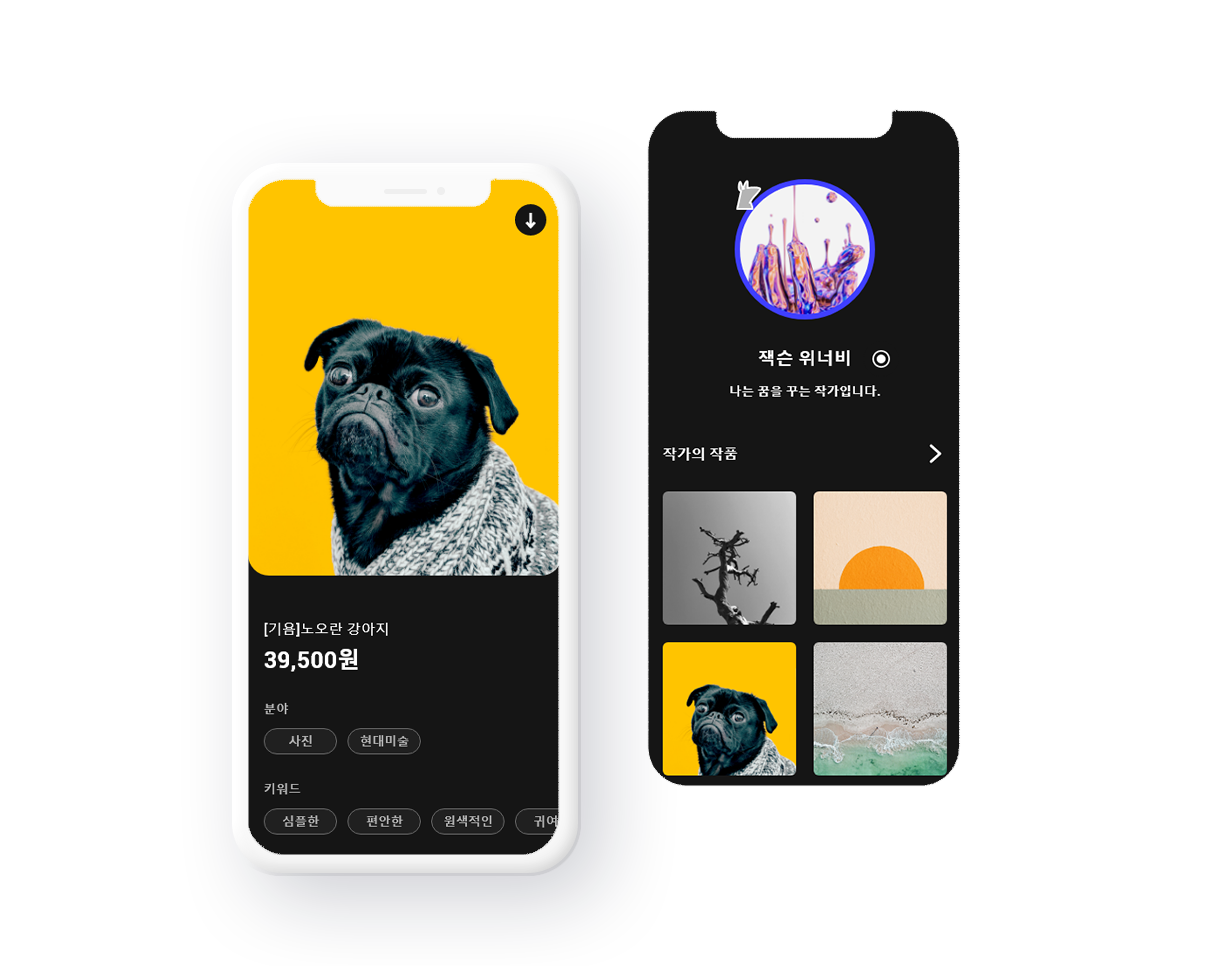 [기욤]노오란 강아지
39,500원
분야
사진 현대미술
키워드
심플한 편안한 원색적인 귀여
잭슨 위너비
나는 꿈을 꾸는 작가입니다.
작가의 작품